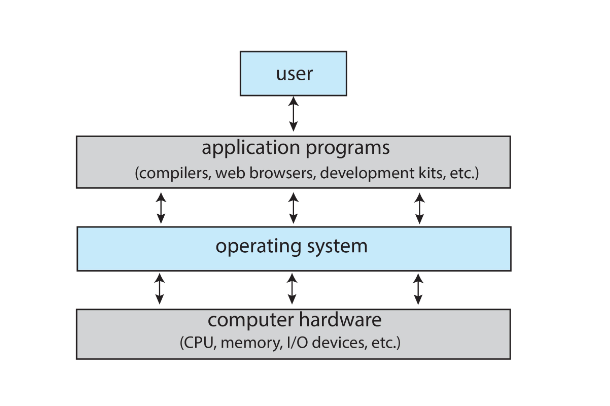 user
application programs
(compilers, web browsers, development kits, etc.)
operating system
computer hardware
(CPU, memory, I/O devices, etc.)